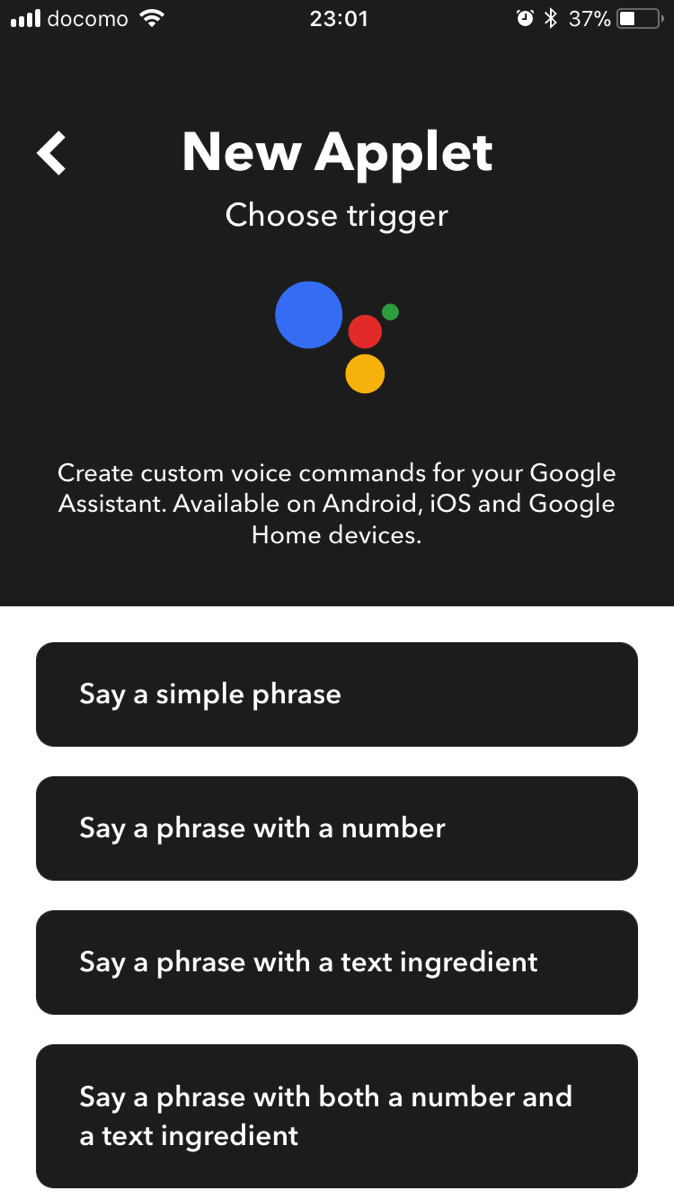 docomo 23:01 37%
New Applet
Choose trigger
Create custom voice commands for your Google
Assistant. Available on Android, iOS and Google
Home devices.
Say a simple phrase
Say a phrase with a number
Say a phrase with a text ingredient
Say a phrase with both a number and
a text ingredient